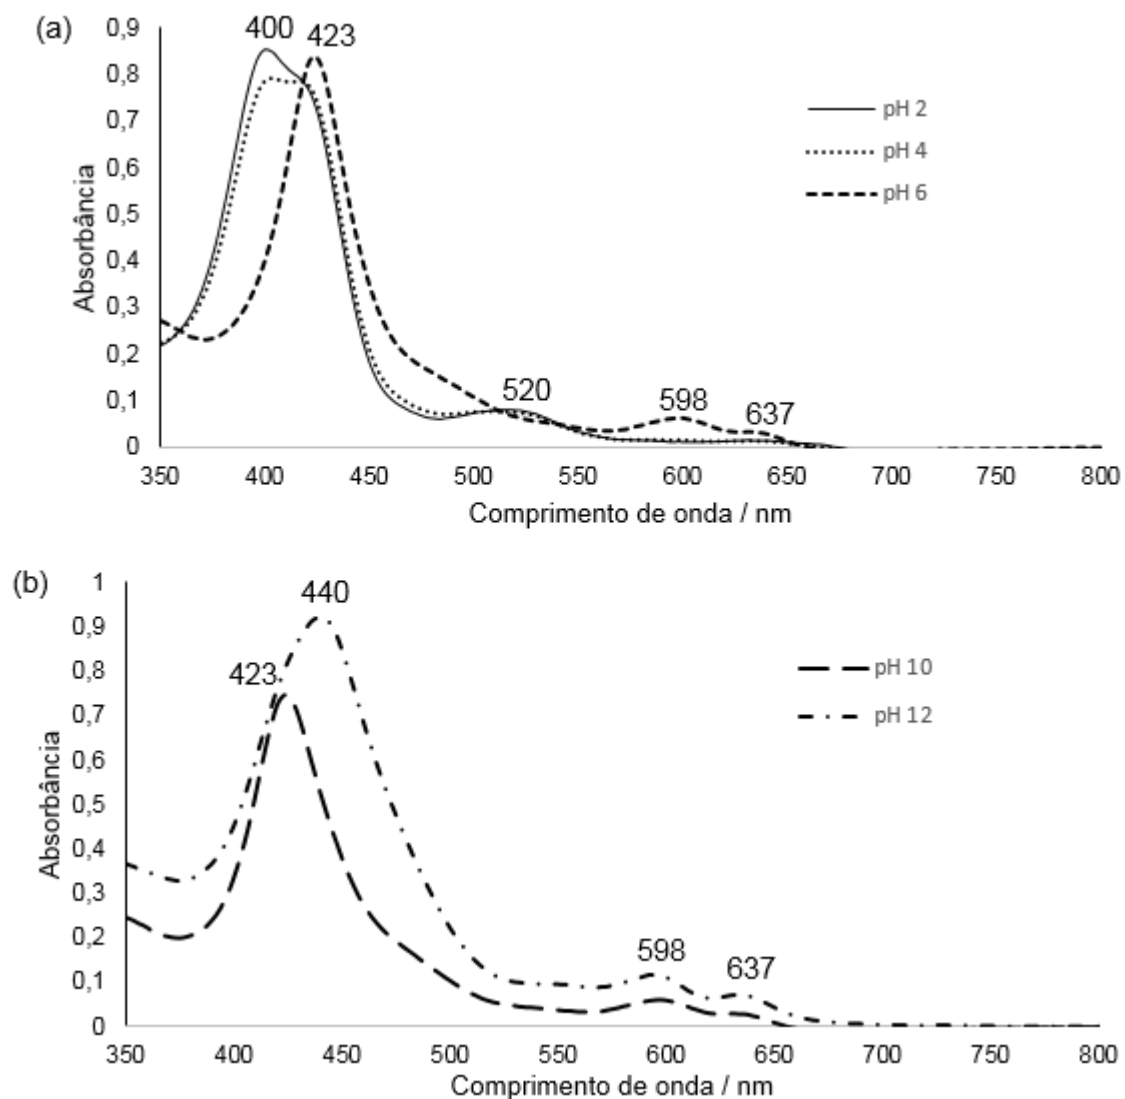 (a)
0,9
0,8
0,7
0,6
0,5
0,4
0,3
0,2
0,1
0
Absorbância
400
423
520
598
637
pH 2
pH 4
pH 6
350 400 450 500 550 600 650 700 750 800
Comprimento de onda / nm
(b)
1
0,9
0,8
0,7
0,6
0,5
0,4
0,3
0,2
0,1
0
Absorbância
440
423
598
637
pH 10
pH 12
350 400 450 500 550 600 650 700 750 800
Comprimento de onda / nm